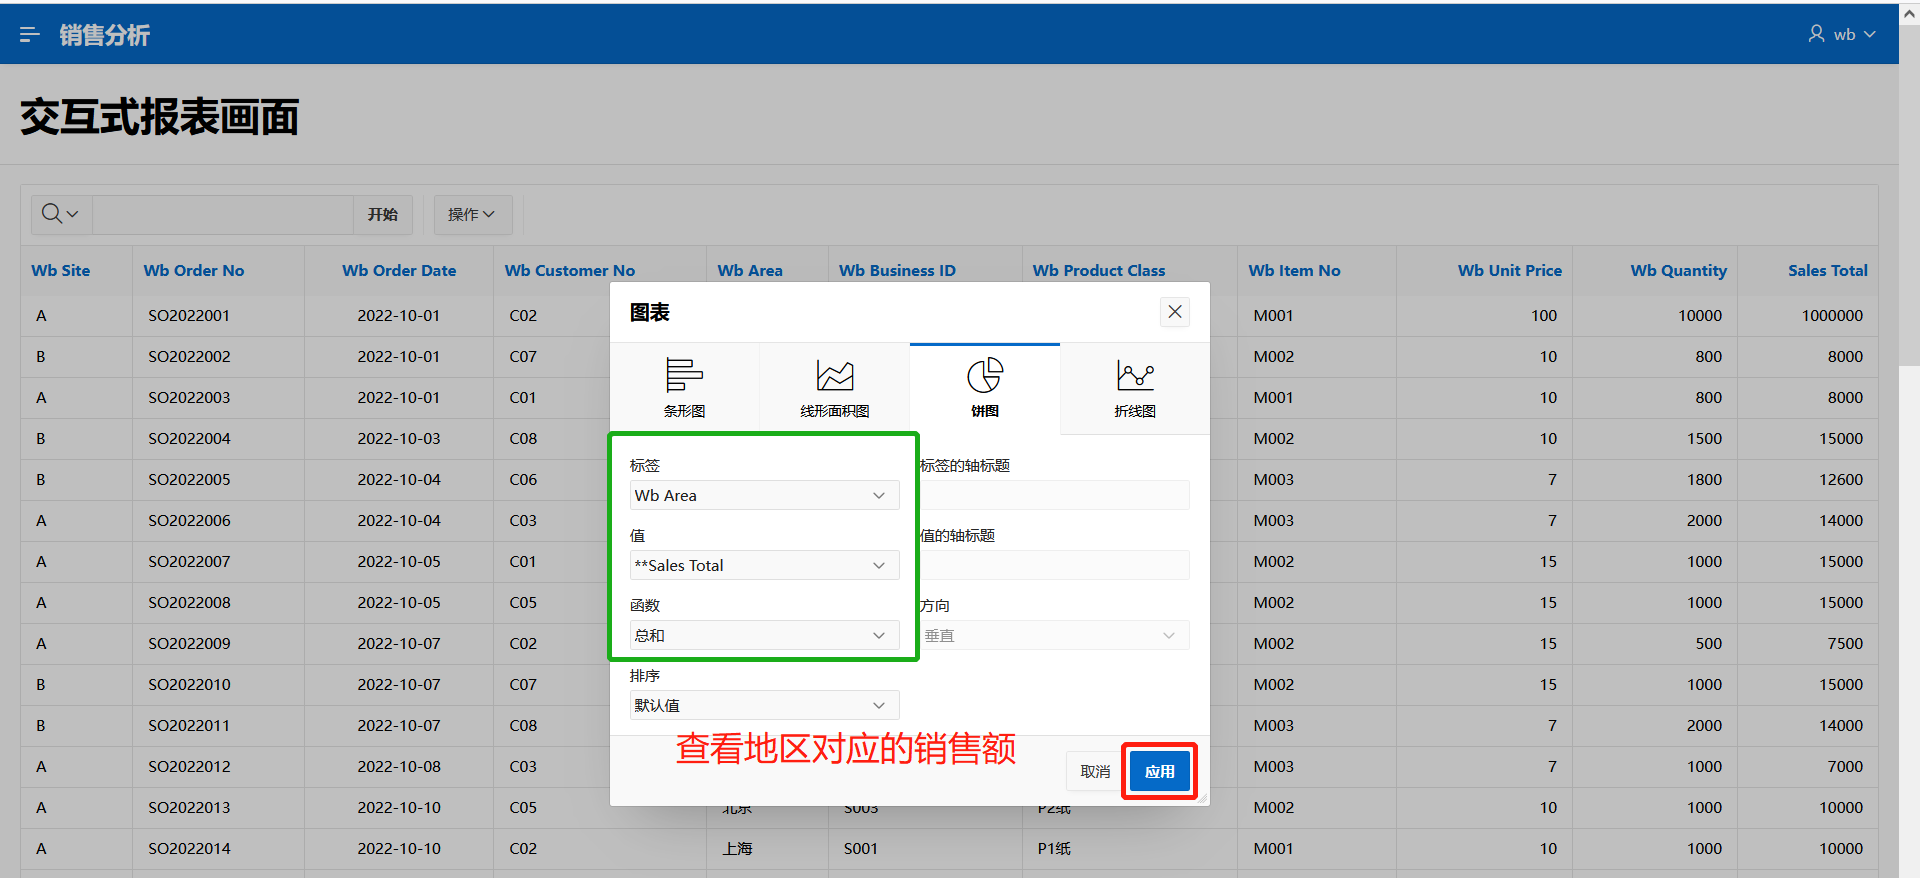 销售分析
wb
交互式报表画面
开始
操作
Wb Site Wb Order No Wb Order Date Wb Customer No Wb Area Wb Business ID Wb Product Class Wb Item No Wb Unit Price Wb Quantity Sales Total
A SO2022001 2022-10-01 C02 M001 100 10000 1000000
B SO2022002 2022-10-01 C07 M002 10 800 8000
A SO2022003 2022-10-01 C01 M001 10 800 8000
B SO2022004 2022-10-03 C08 M002 10 1500 15000
B SO2022005 2022-10-04 C06 M003 7 1800 12600
A SO2022006 2022-10-04 C03 M003 7 2000 14000
A SO2022007 2022-10-05 C01 M002 15 1000 15000
A SO2022008 2022-10-05 C05 M002 15 1000 15000
A SO2022009 2022-10-07 C02 M002 15 500 7500
B SO2022010 2022-10-07 C07 M002 15 1000 15000
B SO2022011 2022-10-07 C08 M003 7 2000 14000
A SO2022012 2022-10-08 C03 M003 7 1000 7000
A SO2022013 2022-10-10 C05 北京 S003 P2纸 M002 10 1000 10000
A SO2022014 2022-10-10 C02 上海 S001 P1纸 M001 10 1000 10000
图表
条形图 线形面积图 饼图 折线图
标签 标签的轴标题
Wb Area
值 值的轴标题
**Sales Total
函数 方向
总和 垂直
排序
默认值
查看地区对应的销售额
取消 应用